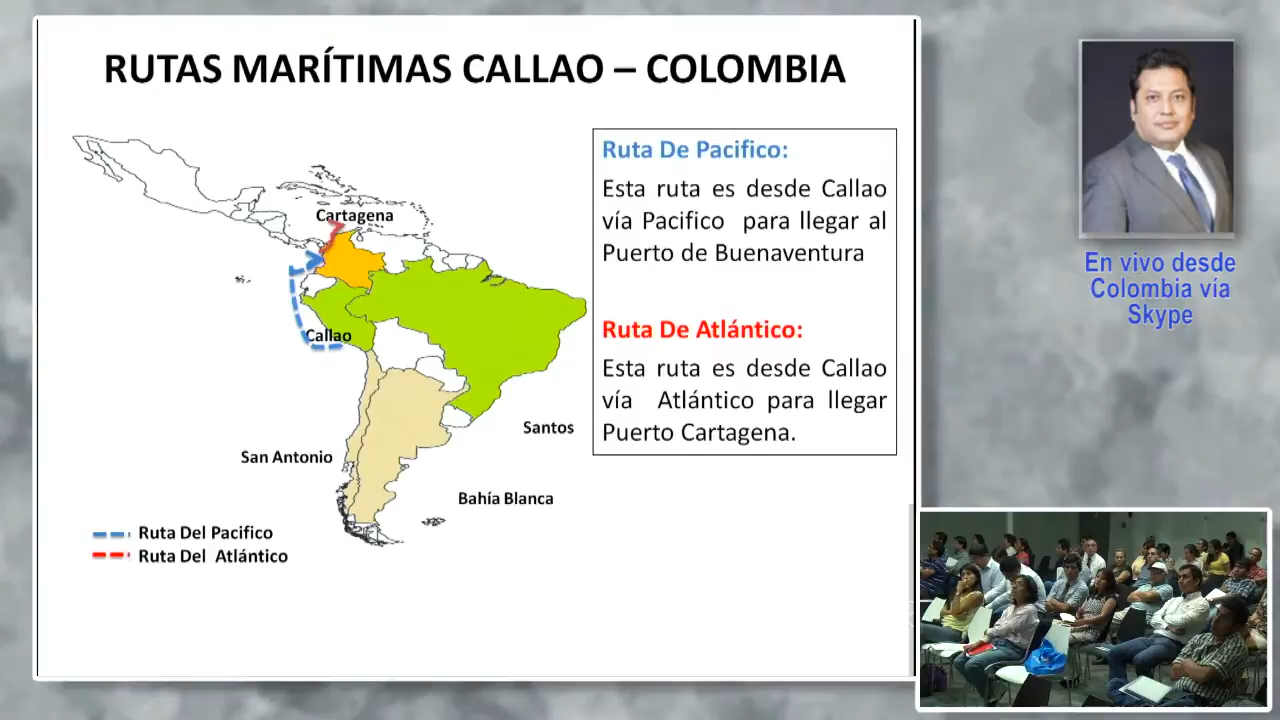 RUTAS MARÍTIMAS CALLAO – COLOMBIA
Cartagena
Callao
Santos
San Antonio
Bahía Blanca
Ruta Del Pacifico
Ruta Del Atlántico
Ruta De Pacifico:
Esta ruta es desde Callao
vía Pacifico para llegar al
Puerto de Buenaventura
Ruta De Atlántico:
Esta ruta es desde Callao
vía Atlántico para llegar
Puerto Cartagena.
En vivo desde
Colombia vía
Skype